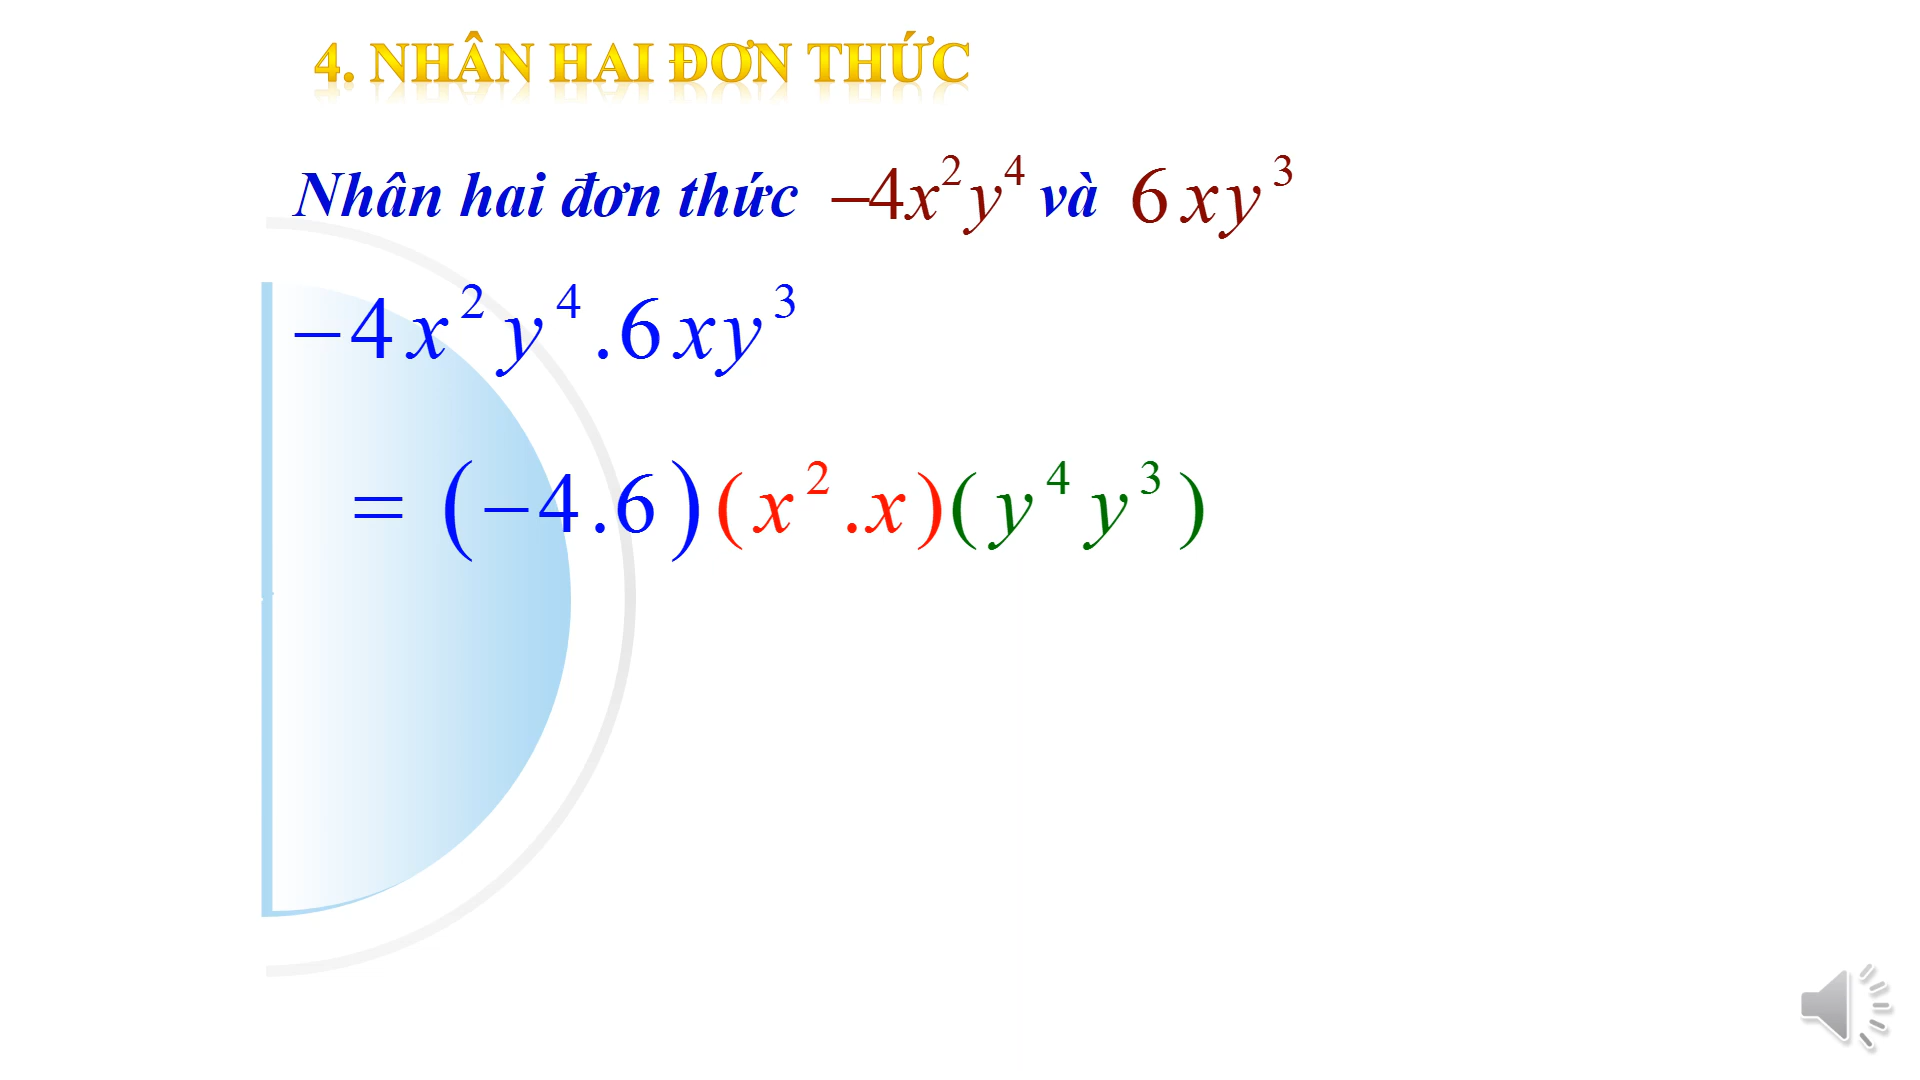 4. NHÂN HAI ĐƠN THỨC
Nhân hai đơn thức −4x²y⁴ và 6xy³
−4x²y⁴.6xy³
= (−4.6)(x².x)(y⁴y³)